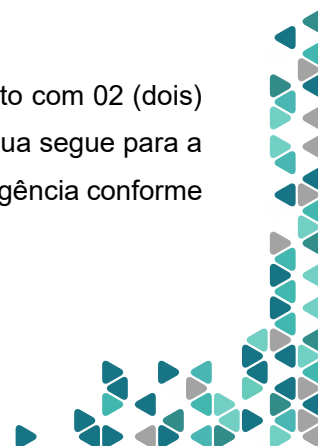 to com 02 (dois)
ua segue para a
gência conforme